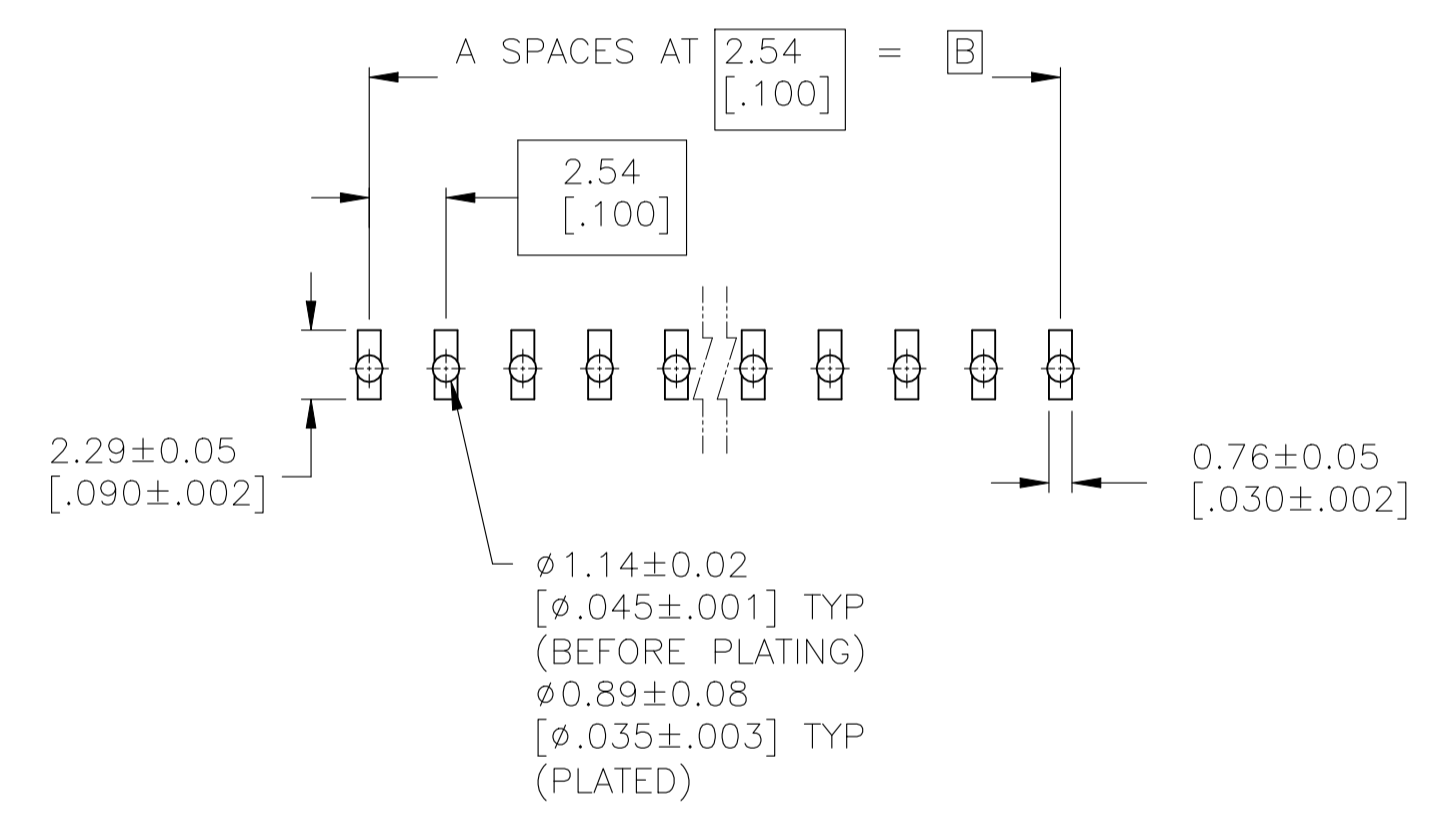 A SPACES AT 2.54 = B
[.100]
2.54
[.100]
2.29±0.05
[.090±.002]
0.76±0.05
[.030±.002]
⌀1.14±0.02
[⌀.045±.001] TYP
(BEFORE PLATING)
⌀0.89±0.08
[⌀.035±.003] TYP
(PLATED)